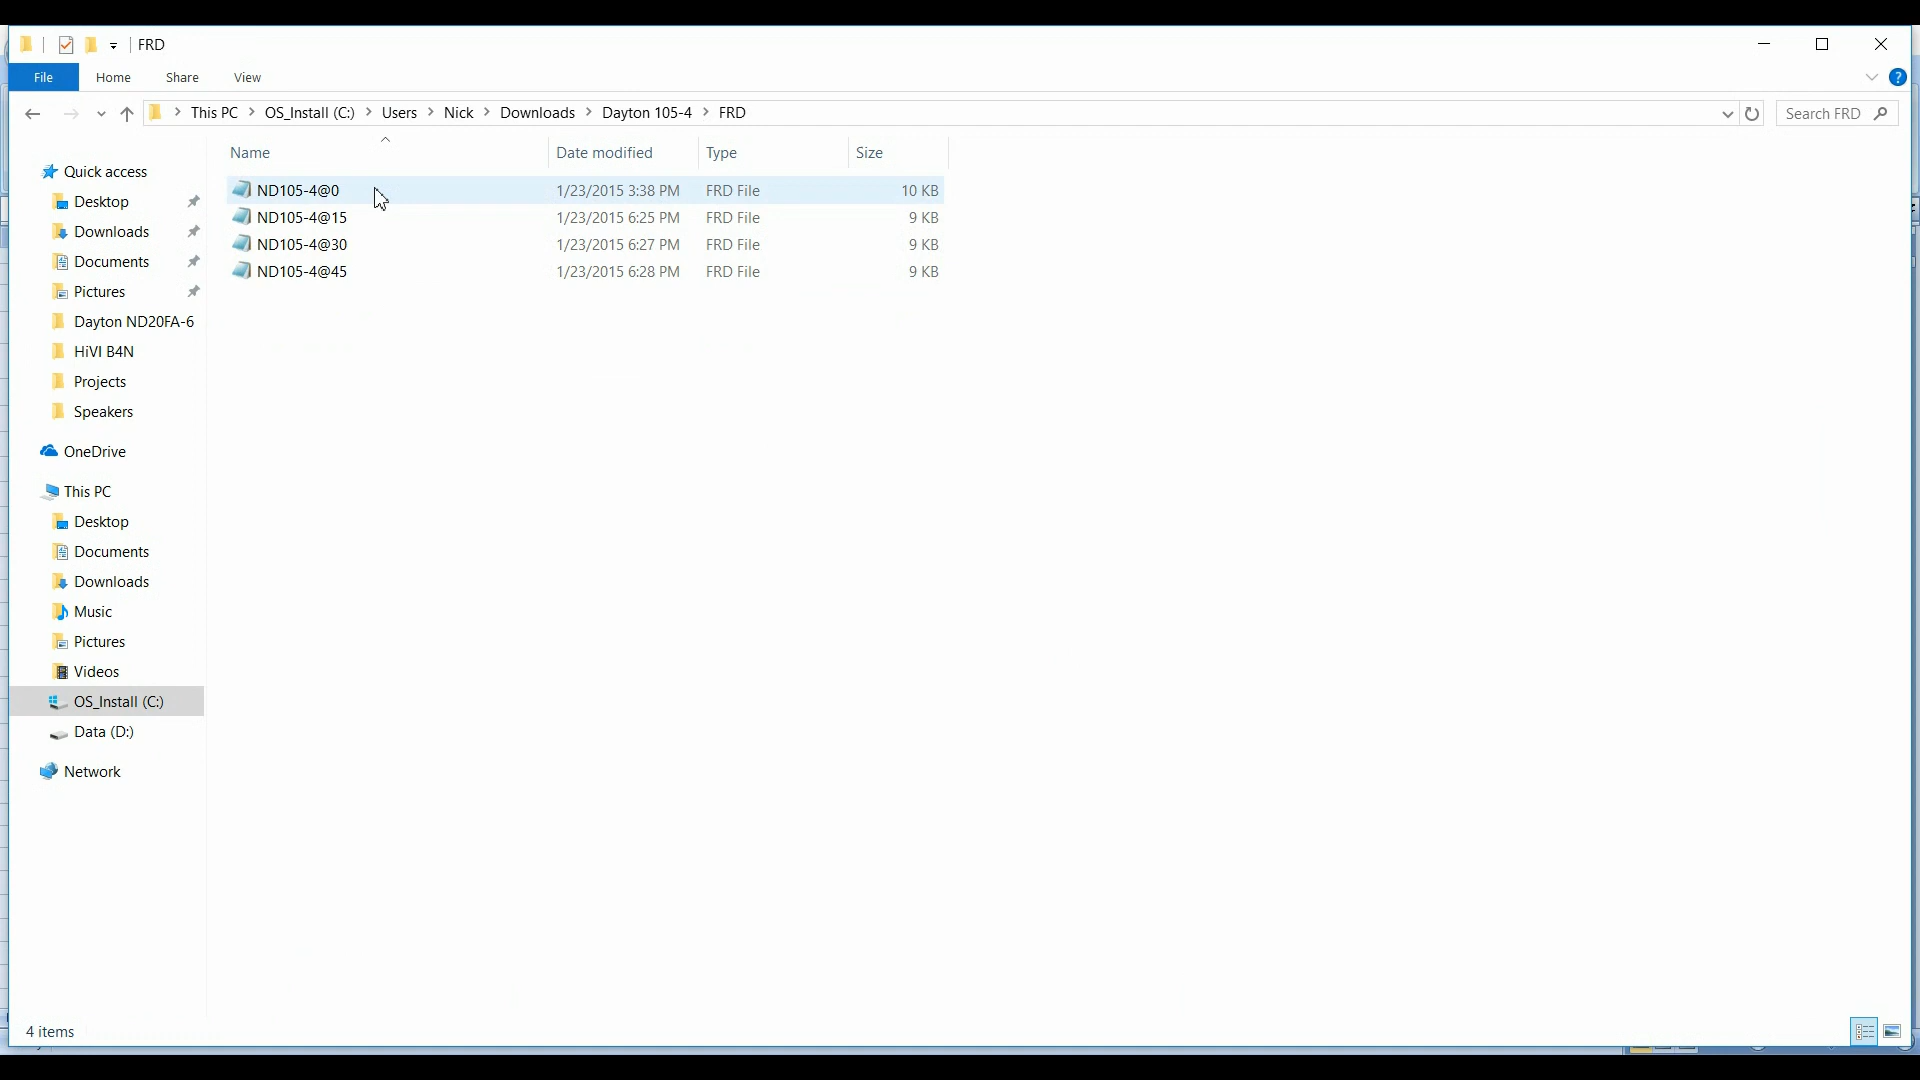 FRD
File Home Share View
This PC > OS_Install (C:) > Users > Nick > Downloads > Dayton 105-4 > FRD
Search FRD
Name Date modified Type Size
ND105-4@0 1/23/2015 3:38 PM FRD File 10 KB
ND105-4@15 1/23/2015 6:25 PM FRD File 9 KB
ND105-4@30 1/23/2015 6:27 PM FRD File 9 KB
ND105-4@45 1/23/2015 6:28 PM FRD File 9 KB
Quick access
Desktop
Downloads
Documents
Pictures
Dayton ND20FA-6
HiVI B4N
Projects
Speakers
OneDrive
This PC
Desktop
Documents
Downloads
Music
Pictures
Videos
OS_Install (C:)
Data (D:)
Network
4 items